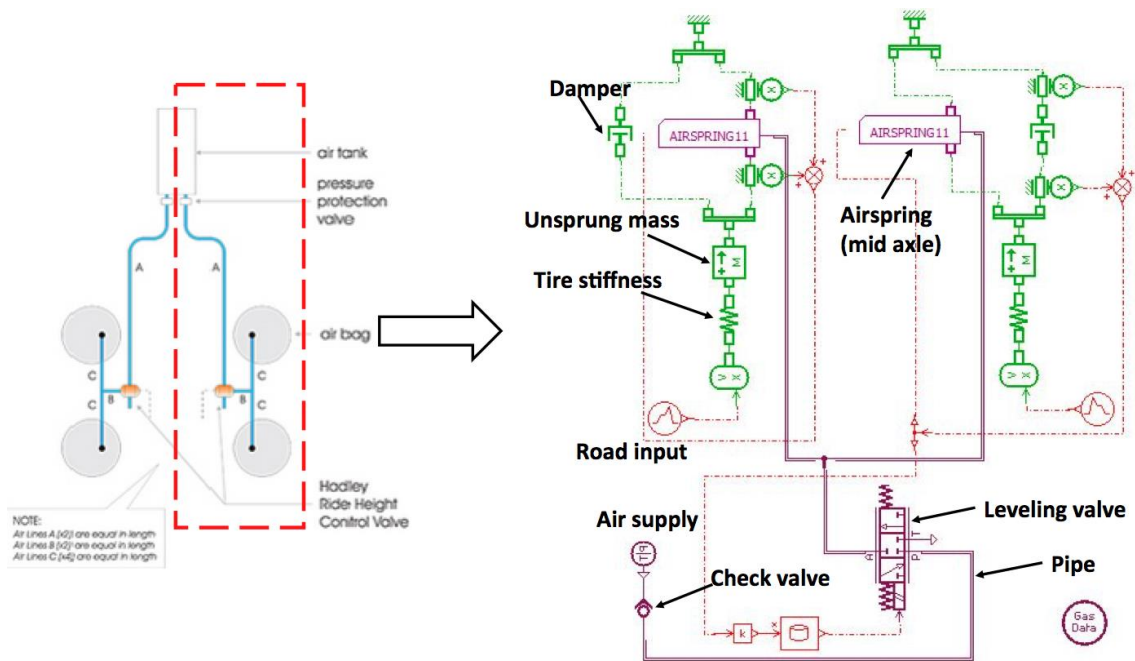 air tank
pressure
protection
valve
A
A
air bag
C
C
B
B
C
C
Hadley
Ride Height
Control Valve
NOTE:
Air Lines A (x2) are equal in length
Air Lines B (x2) are equal in length
Air Lines C (x4) are equal in length
Damper
AIRSPRING11
x
x
+
+
Unsprung mass
M
+
Tire stiffness
V
X
Road input
AIRSPRING11
x
x
+
+
Airspring
(mid axle)
M
+
V
X
Air supply
Check valve
k
x
A
T
P
Leveling valve
Pipe
Gas
Data